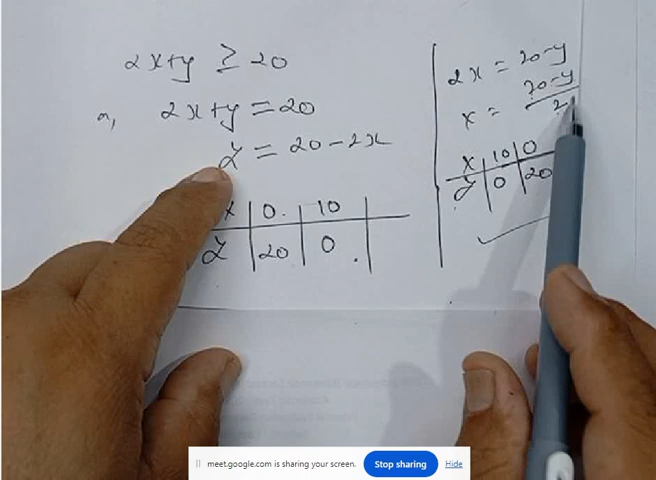 2x+y ≥ 20
or, 2x+y = 20
y = 20-2x
x 0 10
y 20 0
2x = 20-y
x = 20-y / 2
x 10 0
y 0 20
meet.google.com is sharing your screen. Stop sharing Hide